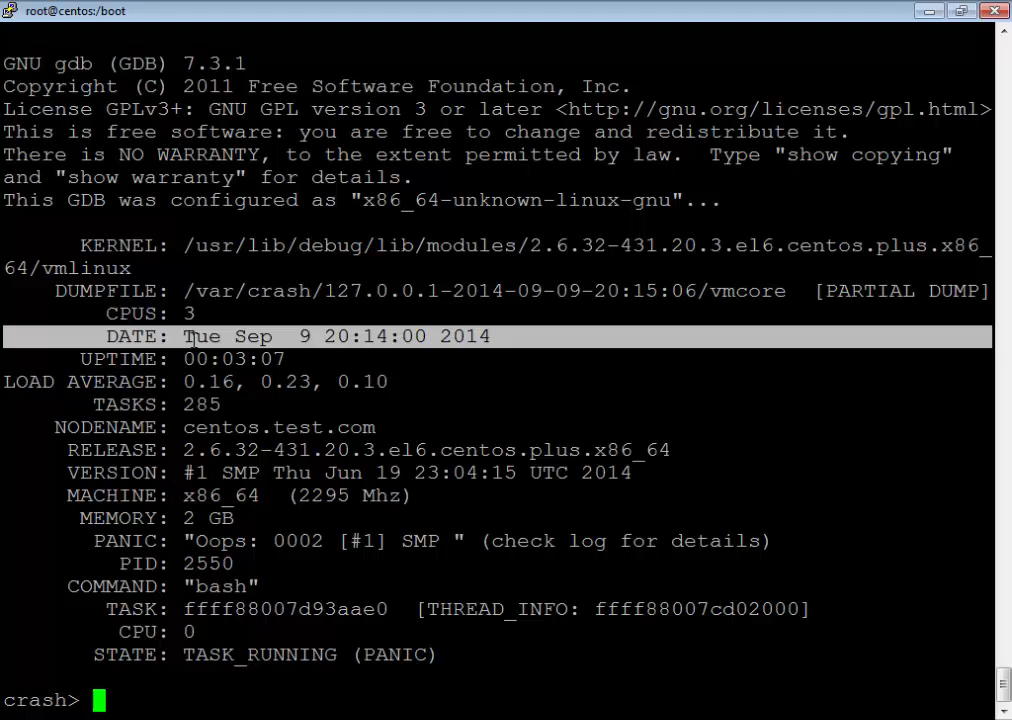 root@centos:/boot
GNU gdb (GDB) 7.3.1
Copyright (C) 2011 Free Software Foundation, Inc.
License GPLv3+: GNU GPL version 3 or later <http://gnu.org/licenses/gpl.html>
This is free software: you are free to change and redistribute it.
There is NO WARRANTY, to the extent permitted by law.  Type "show copying"
and "show warranty" for details.
This GDB was configured as "x86_64-unknown-linux-gnu"...
KERNEL: /usr/lib/debug/lib/modules/2.6.32-431.20.3.el6.centos.plus.x86_
64/vmlinux
DUMPFILE: /var/crash/127.0.0.1-2014-09-09-20:15:06/vmcore  [PARTIAL DUMP]
CPUS: 3
DATE: Tue Sep  9 20:14:00 2014
UPTIME: 00:03:07
LOAD AVERAGE: 0.16, 0.23, 0.10
TASKS: 285
NODENAME: centos.test.com
RELEASE: 2.6.32-431.20.3.el6.centos.plus.x86_64
VERSION: #1 SMP Thu Jun 19 23:04:15 UTC 2014
MACHINE: x86_64  (2295 Mhz)
MEMORY: 2 GB
PANIC: "Oops: 0002 [#1] SMP " (check log for details)
PID: 2550
COMMAND: "bash"
TASK: ffff88007d93aae0  [THREAD_INFO: ffff88007cd02000]
CPU: 0
STATE: TASK_RUNNING (PANIC)
crash>